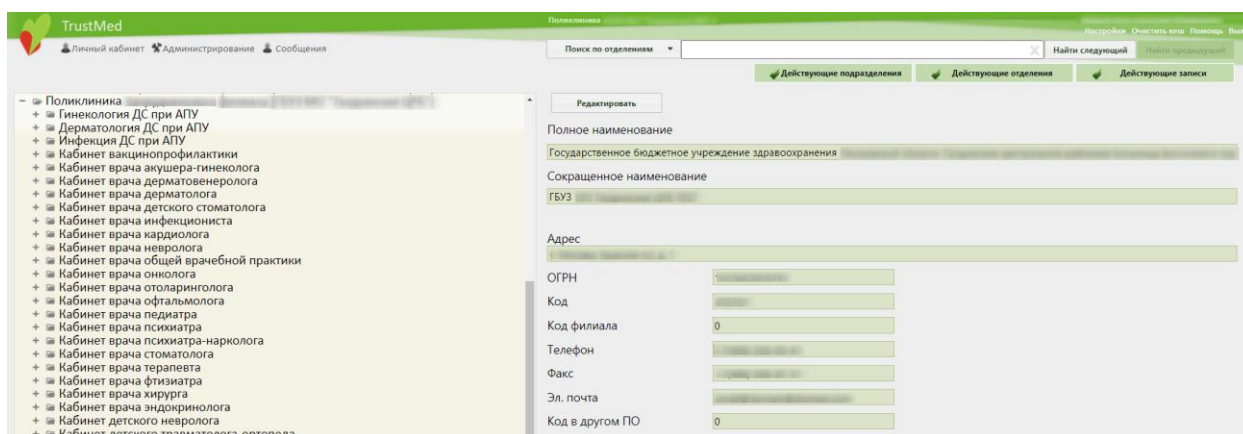 TrustMed
Поликлиника
Настройки Очистить кеш Помощь Вых
Личный кабинет Администрирование Сообщения
Поиск по отделениям
Найти следующий
Найти предыдущий
Действующие подразделения
Действующие отделения
Действующие записи
Поликлиника
Гинекология ДС при АПУ
Дерматология ДС при АПУ
Инфекция ДС при АПУ
Кабинет вакцинопрофилактики
Кабинет врача акушера-гинеколога
Кабинет врача дерматовенеролога
Кабинет врача дерматолога
Кабинет врача детского стоматолога
Кабинет врача инфекциониста
Кабинет врача кардиолога
Кабинет врача невролога
Кабинет врача общей врачебной практики
Кабинет врача онколога
Кабинет врача отоларинголога
Кабинет врача офтальмолога
Кабинет врача педиатра
Кабинет врача психиатра
Кабинет врача психиатра-нарколога
Кабинет врача стоматолога
Кабинет врача терапевта
Кабинет врача фтизиатра
Кабинет врача хирурга
Кабинет врача эндокринолога
Кабинет детского невролога
Кабинет детского травматолога-ортопеда
Редактировать
Полное наименование
Государственное бюджетное учреждение здравоохранения
Сокращенное наименование
ГБУЗ
Адрес
ОГРН
Код
Код филиала 0
Телефон
Факс
Эл. почта
Код в другом ПО 0